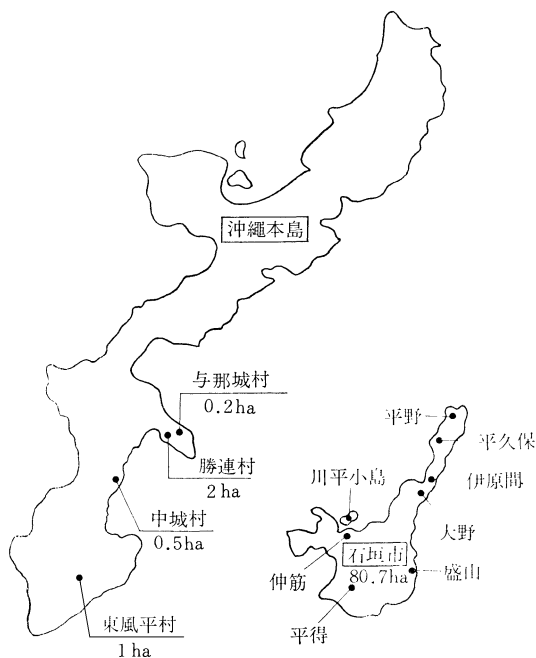 沖縄本島
与那城村
0.2ha
勝連村
2ha
中城村
0.5ha
東風平村
1ha
平野
平久保
伊原間
川平小島
大野
石垣市
80.7ha
盛山
仲筋
平得